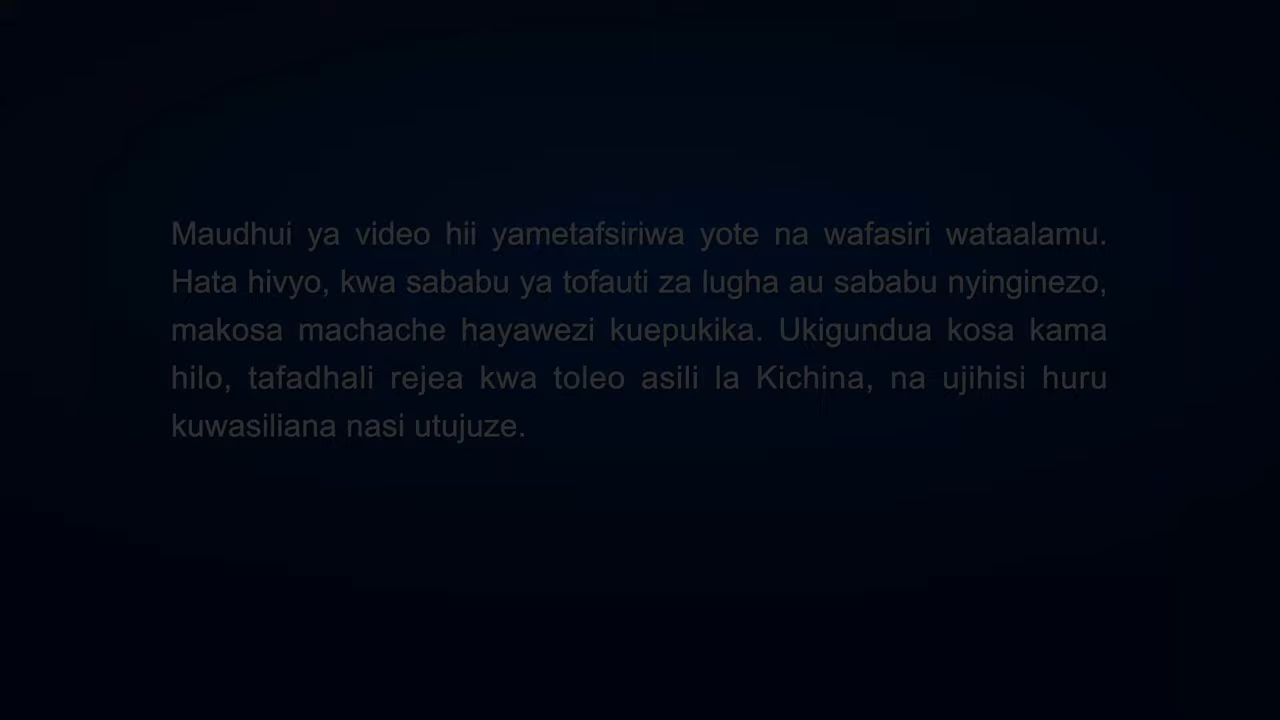 Maudhui ya video hii yametafsiriwa yote na wafasiri wataalamu.
Hata hivyo, kwa sababu ya tofauti za lugha au sababu nyinginezo,
makosa machache hayawezi kuepukika. Ukigundua kosa kama
hilo, tafadhali rejea kwa toleo asili la Kichina, na ujihisi huru
kuwasiliana nasi utujuze.